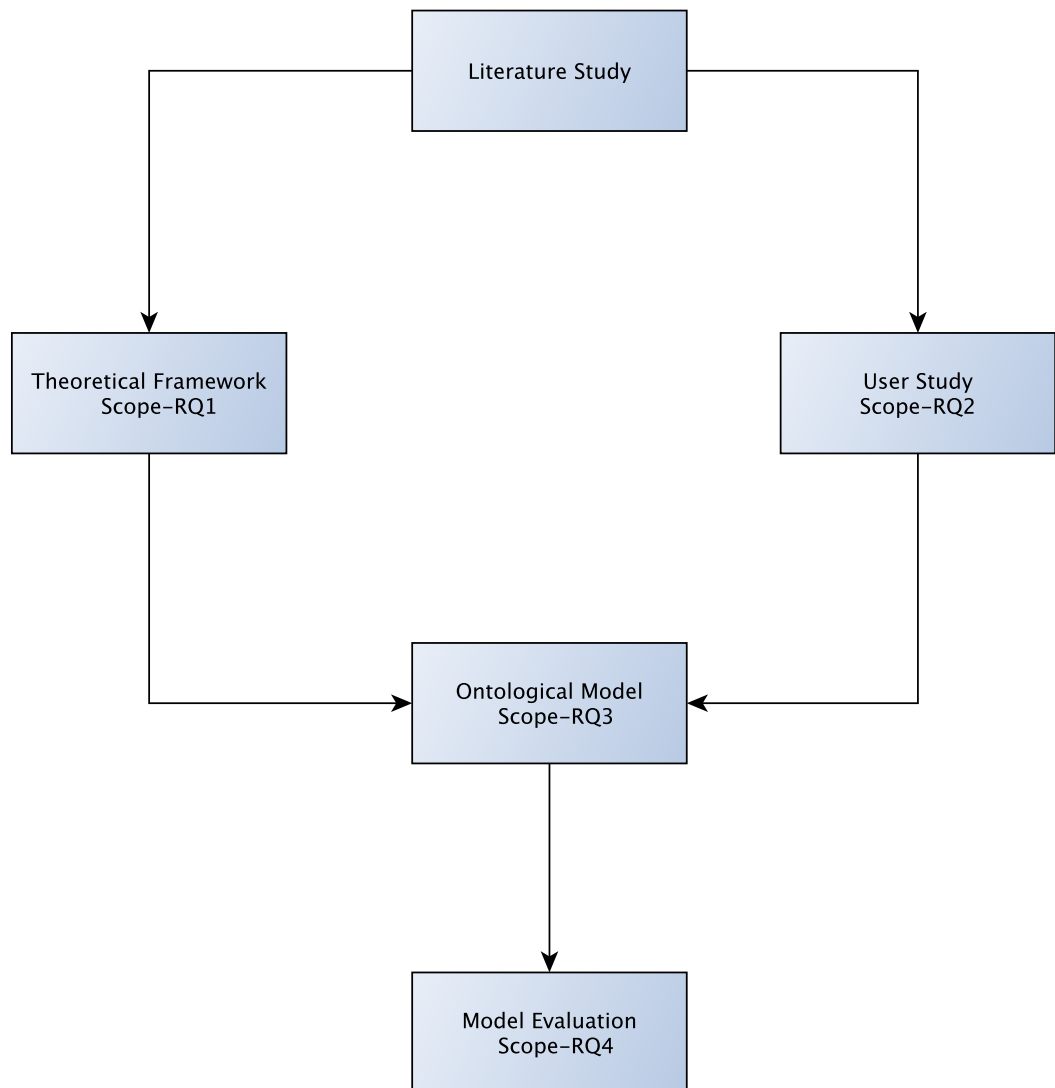 Literature Study
Theoretical Framework
Scope-RQ1
User Study
Scope-RQ2
Ontological Model
Scope-RQ3
Model Evaluation
Scope-RQ4